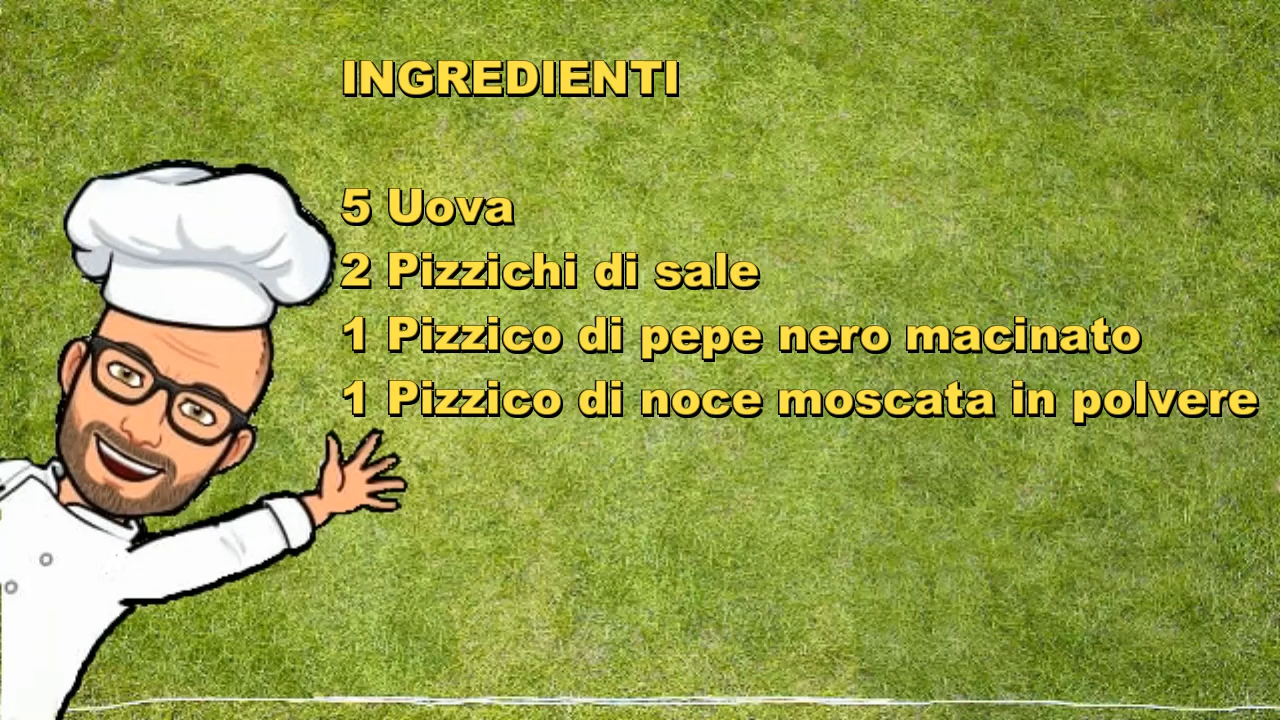 INGREDIENTI
5 Uova
2 Pizzichi di sale
1 Pizzico di pepe nero macinato
1 Pizzico di noce moscata in polvere